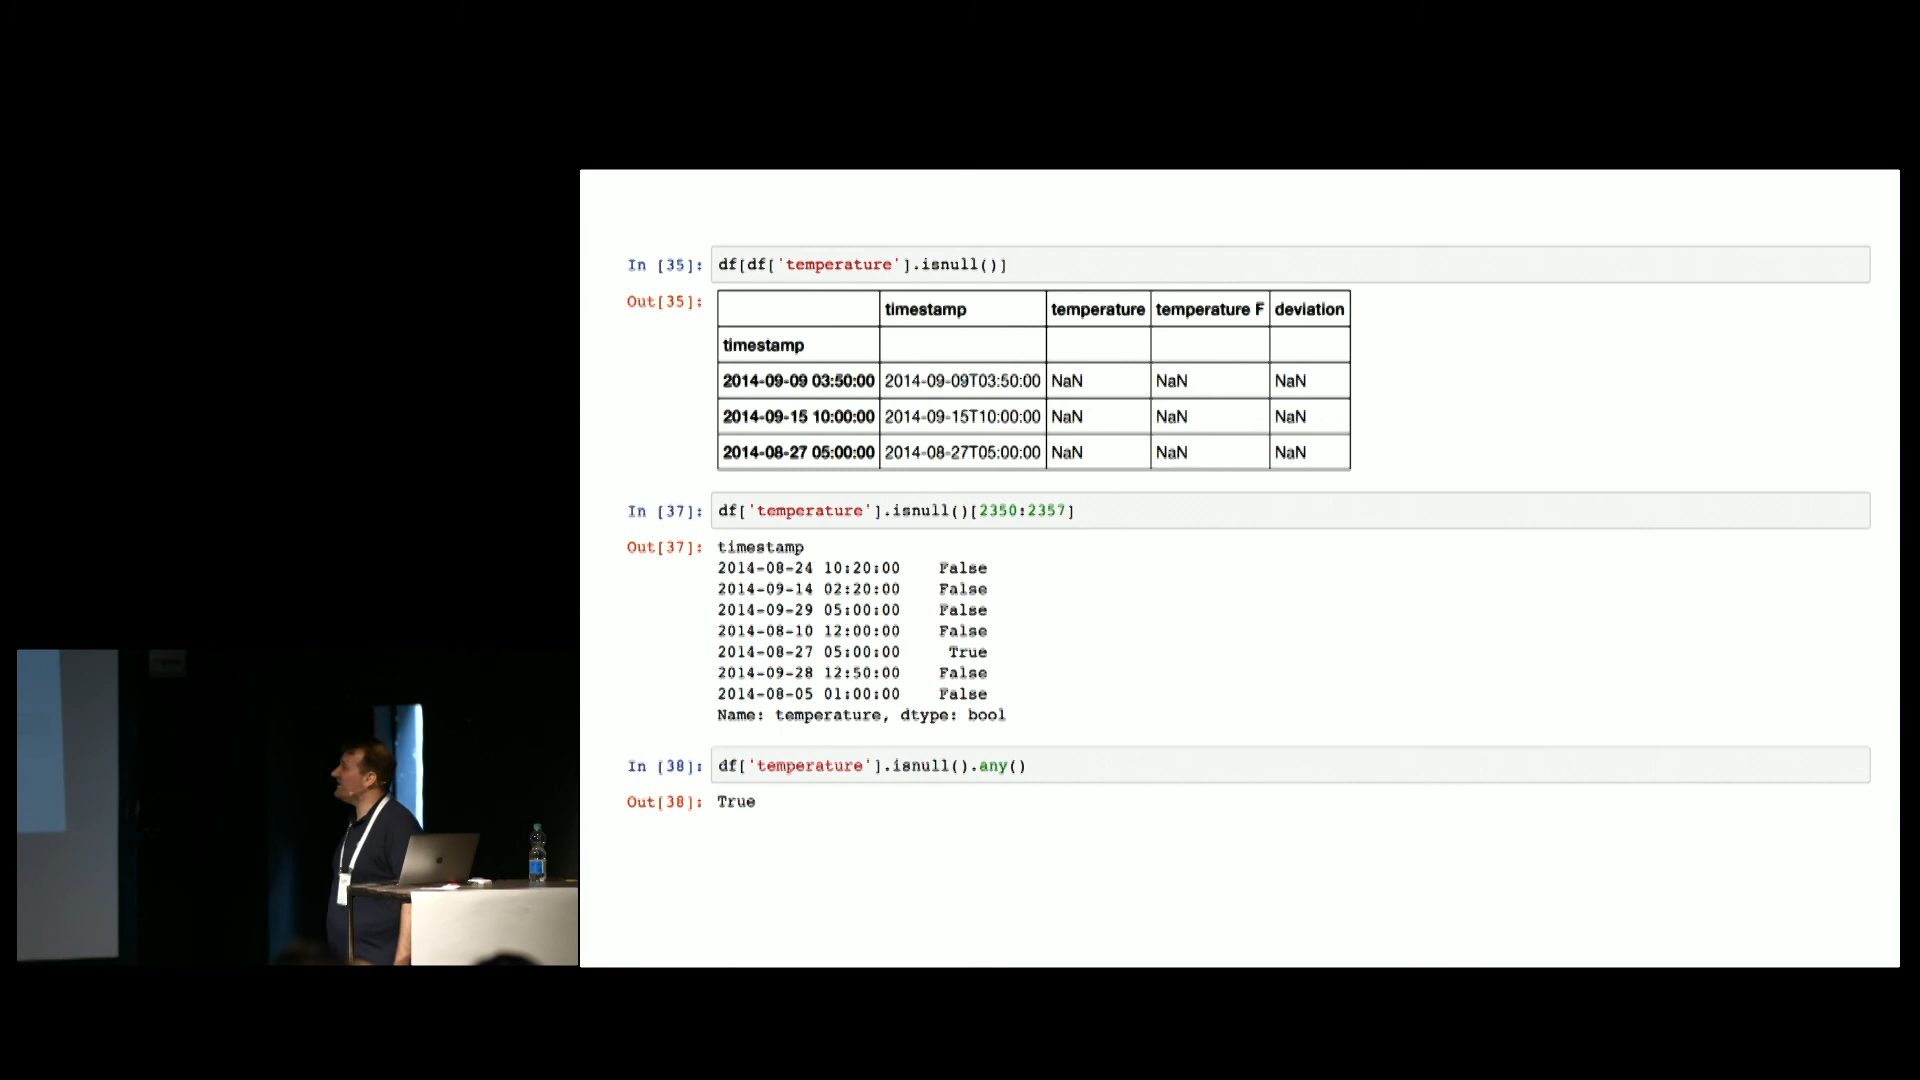 In [35]: df[df['temperature'].isnull()]
Out[35]:
timestamp temperature temperature F deviation
timestamp
2014-09-09 03:50:00 2014-09-09T03:50:00 NaN NaN NaN
2014-09-15 10:00:00 2014-09-15T10:00:00 NaN NaN NaN
2014-08-27 05:00:00 2014-08-27T05:00:00 NaN NaN NaN
In [37]: df['temperature'].isnull()[2350:2357]
Out[37]: timestamp
2014-08-24 10:20:00 False
2014-09-14 02:20:00 False
2014-09-29 05:00:00 False
2014-08-10 12:00:00 False
2014-08-27 05:00:00 True
2014-09-28 12:50:00 False
2014-08-05 01:00:00 False
Name: temperature, dtype: bool
In [38]: df['temperature'].isnull().any()
Out[38]: True